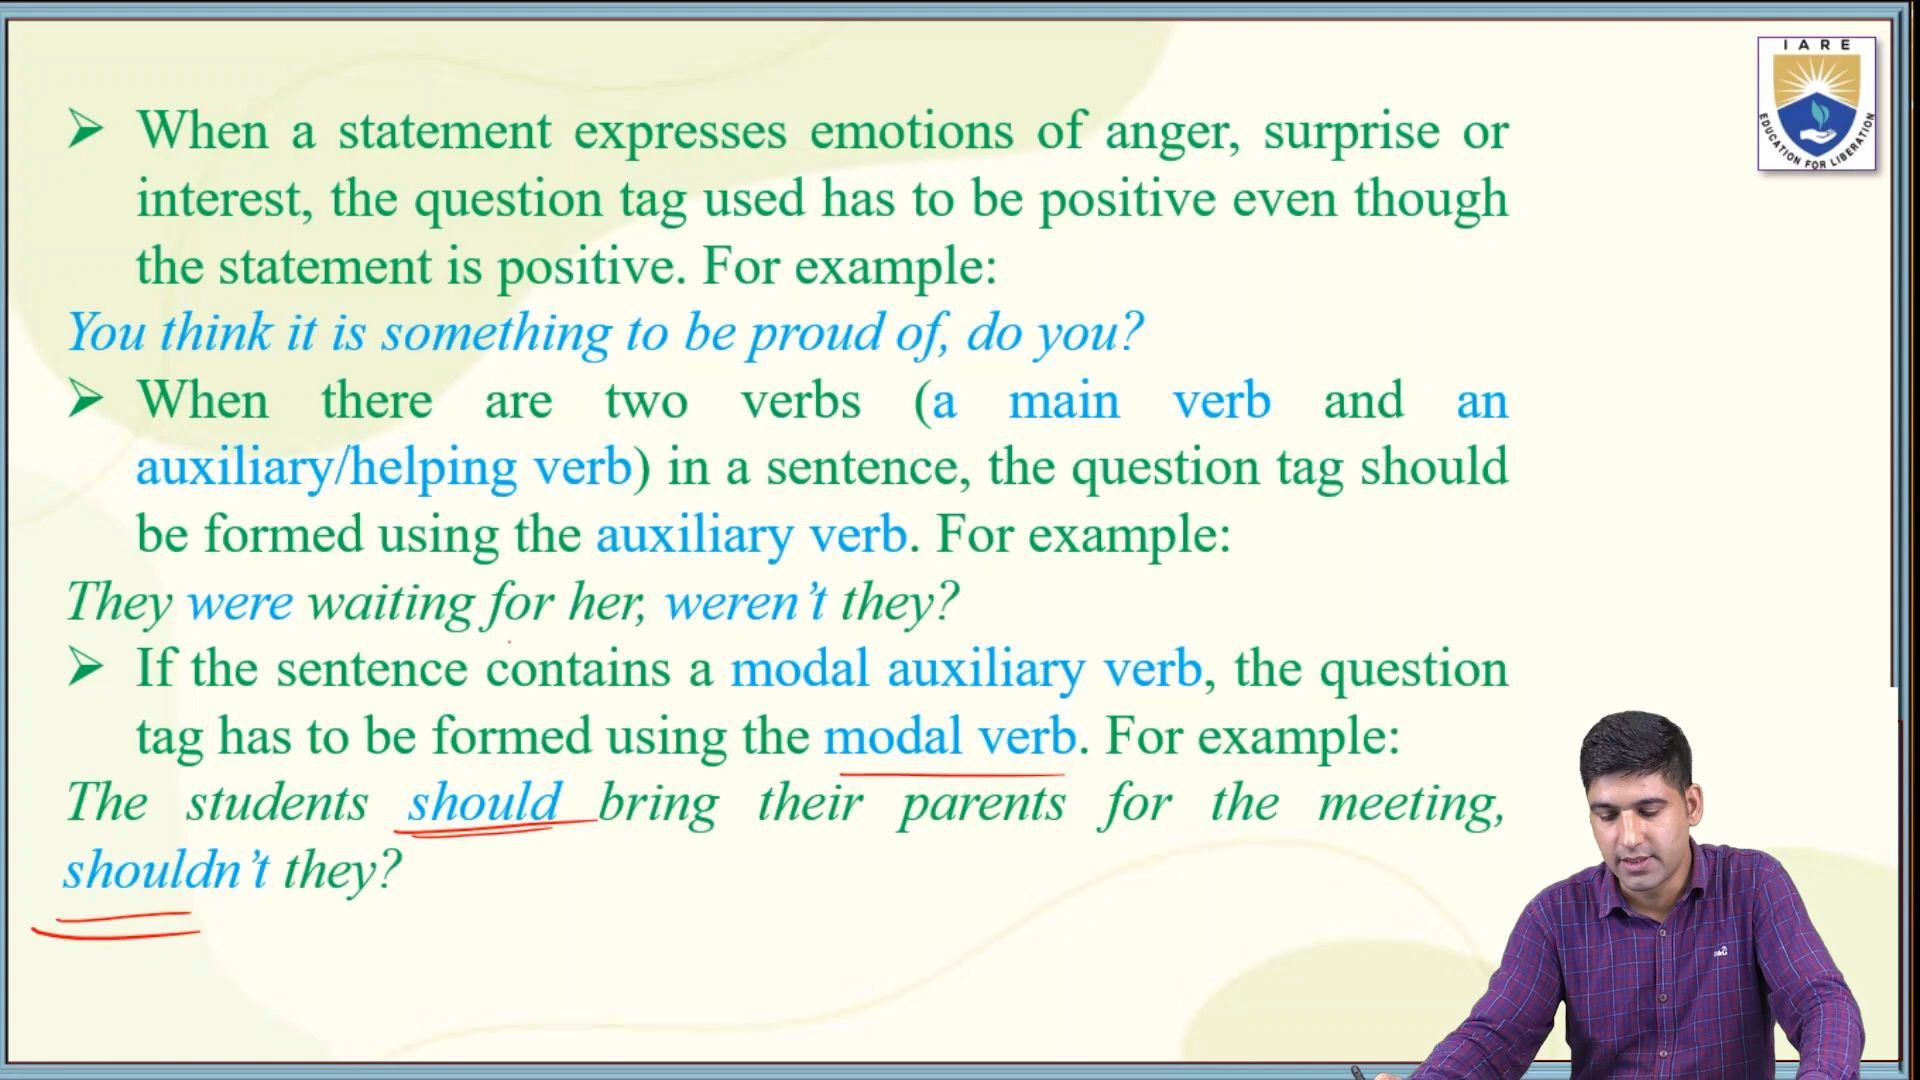 IARE
EDUCATION FOR LIBERATION
➢ When a statement expresses emotions of anger, surprise or
interest, the question tag used has to be positive even though
the statement is positive. For example:
You think it is something to be proud of, do you?
➢ When there are two verbs (a main verb and an
auxiliary/helping verb) in a sentence, the question tag should
be formed using the auxiliary verb. For example:
They were waiting for her, weren't they?
➢ If the sentence contains a modal auxiliary verb, the question
tag has to be formed using the modal verb. For example:
The students should bring their parents for the meeting,
shouldn't they?